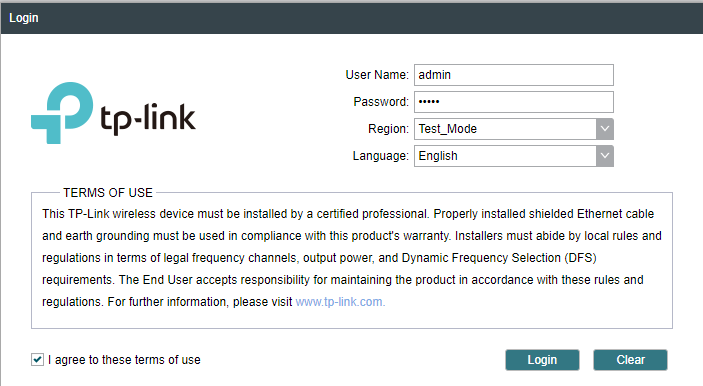 Login
tp-link
User Name: admin
Password: •••••
Region: Test_Mode
Language: English
TERMS OF USE
This TP-Link wireless device must be installed by a certified professional. Properly installed shielded Ethernet cable
and earth grounding must be used in compliance with this product's warranty. Installers must abide by local rules and
regulations in terms of legal frequency channels, output power, and Dynamic Frequency Selection (DFS)
requirements. The End User accepts responsibility for maintaining the product in accordance with these rules and
regulations. For further information, please visit www.tp-link.com.
I agree to these terms of use
Login Clear